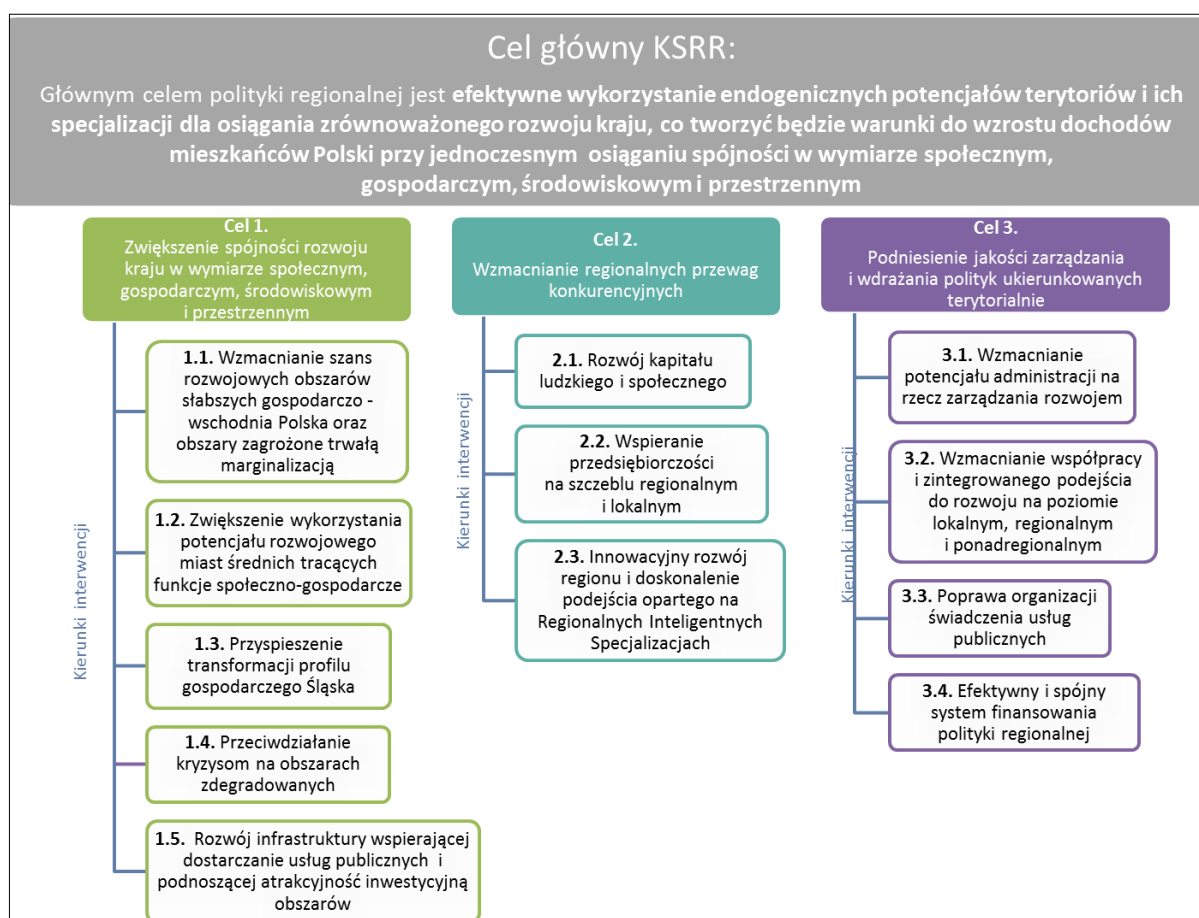 Cel główny KSRR:
Głównym celem polityki regionalnej jest efektywne wykorzystanie endogenicznych potencjałów terytoriów i ich
specjalizacji dla osiągania zrównoważonego rozwoju kraju, co tworzyć będzie warunki do wzrostu dochodów
mieszkańców Polski przy jednoczesnym osiąganiu spójności w wymiarze społecznym,
gospodarczym, środowiskowym i przestrzennym
Cel 1.
Zwiększenie spójności rozwoju
kraju w wymiarze społecznym,
gospodarczym, środowiskowym
i przestrzennym
Kierunki interwencji
1.1. Wzmacnianie szans
rozwojowych obszarów
słabszych gospodarczo -
wschodnia Polska oraz
obszary zagrożone trwałą
marginalizacją
1.2. Zwiększenie wykorzystania
potencjału rozwojowego
miast średnich tracących
funkcje społeczno-gospodarcze
1.3. Przyspieszenie
transformacji profilu
gospodarczego Śląska
1.4. Przeciwdziałanie
kryzysom na obszarach
zdegradowanych
1.5. Rozwój infrastruktury wspierającej
dostarczanie usług publicznych i
podnoszącej atrakcyjność inwestycyjną
obszarów
Cel 2.
Wzmacnianie regionalnych przewag
konkurencyjnych
Kierunki interwencji
2.1. Rozwój kapitału
ludzkiego i społecznego
2.2. Wspieranie
przedsiębiorczości
na szczeblu regionalnym
i lokalnym
2.3. Innowacyjny rozwój
regionu i doskonalenie
podejścia opartego na
Regionalnych Inteligentnych
Specjalizacjach
Cel 3.
Podniesienie jakości zarządzania
i wdrażania polityk ukierunkowanych
terytorialnie
Kierunki interwencji
3.1. Wzmacnianie
potencjału administracji na
rzecz zarządzania rozwojem
3.2. Wzmacnianie współpracy
i zintegrowanego podejścia
do rozwoju na poziomie
lokalnym, regionalnym
i ponadregionalnym
3.3. Poprawa organizacji
świadczenia usług
publicznych
3.4. Efektywny i spójny
system finansowania
polityki regionalnej